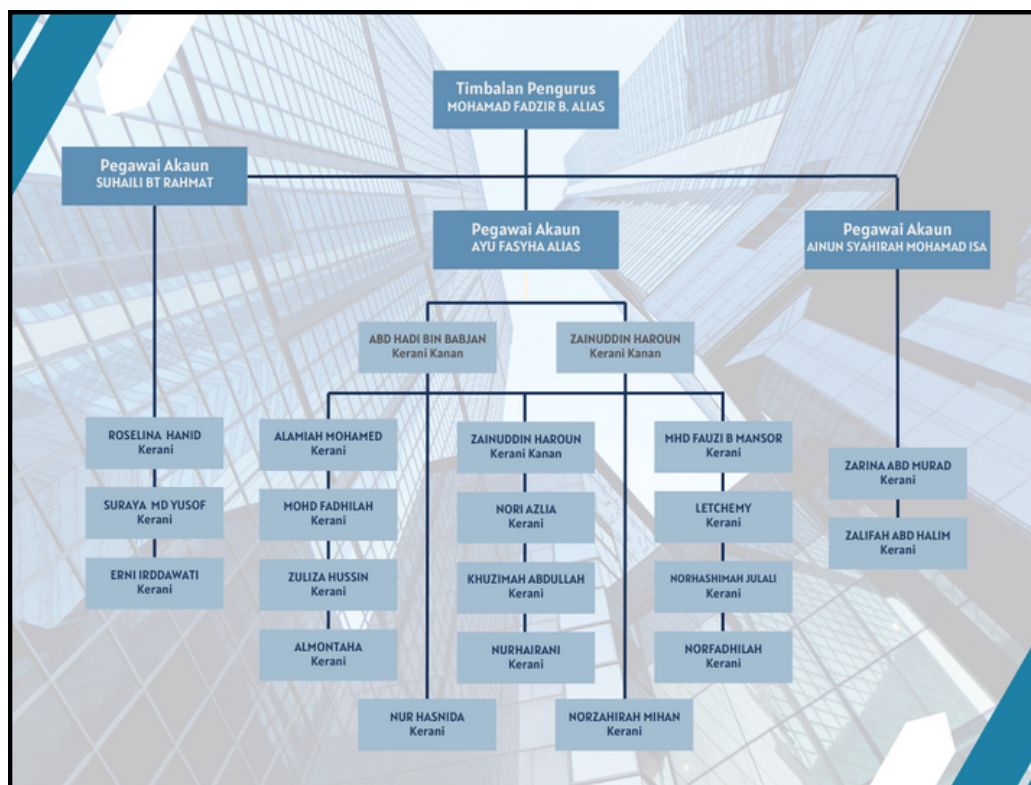 Timbalan Pengurus
MOHAMAD FADZIR B. ALIAS
Pegawai Akaun
SUHAILI BT RAHMAT
Pegawai Akaun
AYU FASYHA ALIAS
Pegawai Akaun
AINUN SYAHIRAH MOHAMAD ISA
ABD HADI BIN BABJAN
Kerani Kanan
ZAINUDDIN HAROUN
Kerani Kanan
ROSELINA HANID
Kerani
SURAYA MD YUSOF
Kerani
ERNI IRDDAWATI
Kerani
ALAMIAH MOHAMED
Kerani
MOHD FADHILAH
Kerani
ZULIZA HUSSIN
Kerani
ALMONTAHA
Kerani
ZAINUDDIN HAROUN
Kerani Kanan
NORI AZLIA
Kerani
KHUZIMAH ABDULLAH
Kerani
NURHAIRANI
Kerani
MHD FAUZI B MANSOR
Kerani
LETCHEMY
Kerani
NORHASHIMAH JULALI
Kerani
NORFADHILAH
Kerani
ZARINA ABD MURAD
Kerani
ZALIFAH ABD HALIM
Kerani
NUR HASNIDA
Kerani
NORZAHIRAH MIHAN
Kerani